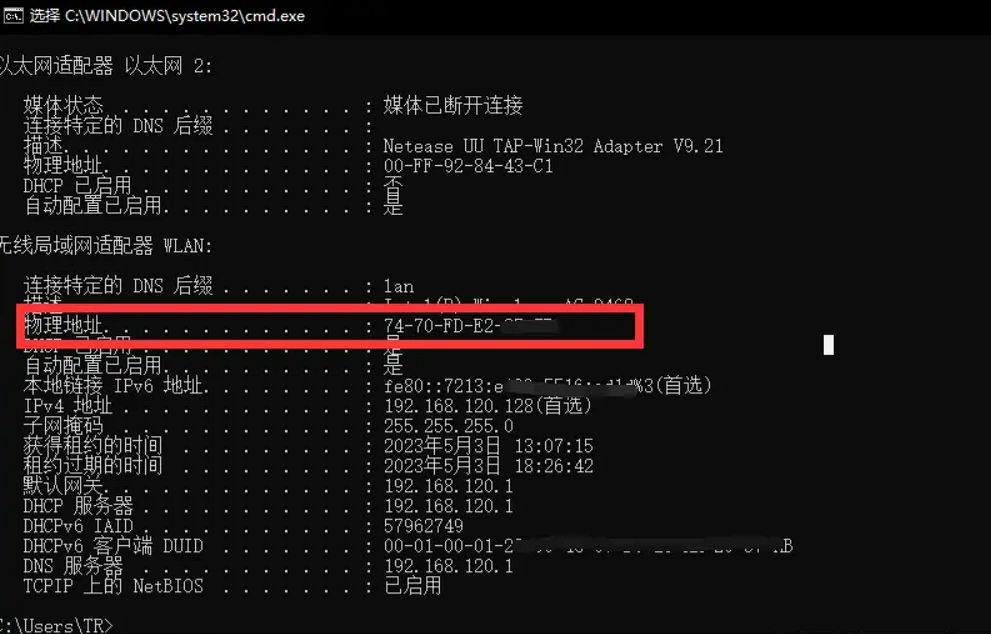 选择 C:\WINDOWS\system32\cmd.exe
以太网适配器 以太网 2:
媒体状态 . . . . . . . . . . . . : 媒体已断开连接
连接特定的 DNS 后缀 . . . . . . . :
描述. . . . . . . . . . . . . . . : Netease UU TAP-Win32 Adapter V9.21
物理地址. . . . . . . . . . . . . : 00-FF-92-84-43-C1
DHCP 已启用 . . . . . . . . . . . : 否
自动配置已启用. . . . . . . . . . : 是
无线局域网适配器 WLAN:
连接特定的 DNS 后缀 . . . . . . . : lan
描述
物理地址. . . . . . . . . . . . . : 74-70-FD-E2-
DHCP 已启用 . . . . . . . . . . . : 是
自动配置已启用. . . . . . . . . . : 是
本地链接 IPv6 地址. . . . . . . . : fe80::7213: %3(首选)
IPv4 地址 . . . . . . . . . . . . : 192.168.120.128(首选)
子网掩码 . . . . . . . . . . . . : 255.255.255.0
获得租约的时间 . . . . . . . . . : 2023年5月3日 13:07:15
租约过期的时间 . . . . . . . . . : 2023年5月3日 18:26:42
默认网关. . . . . . . . . . . . . : 192.168.120.1
DHCP 服务器 . . . . . . . . . . . : 192.168.120.1
DHCPv6 IAID . . . . . . . . . . . : 57962749
DHCPv6 客户端 DUID . . . . . . . : 00-01-00-01-2
DNS 服务器 . . . . . . . . . . . : 192.168.120.1
TCPIP 上的 NetBIOS . . . . . . . : 已启用
C:\Users\TR>